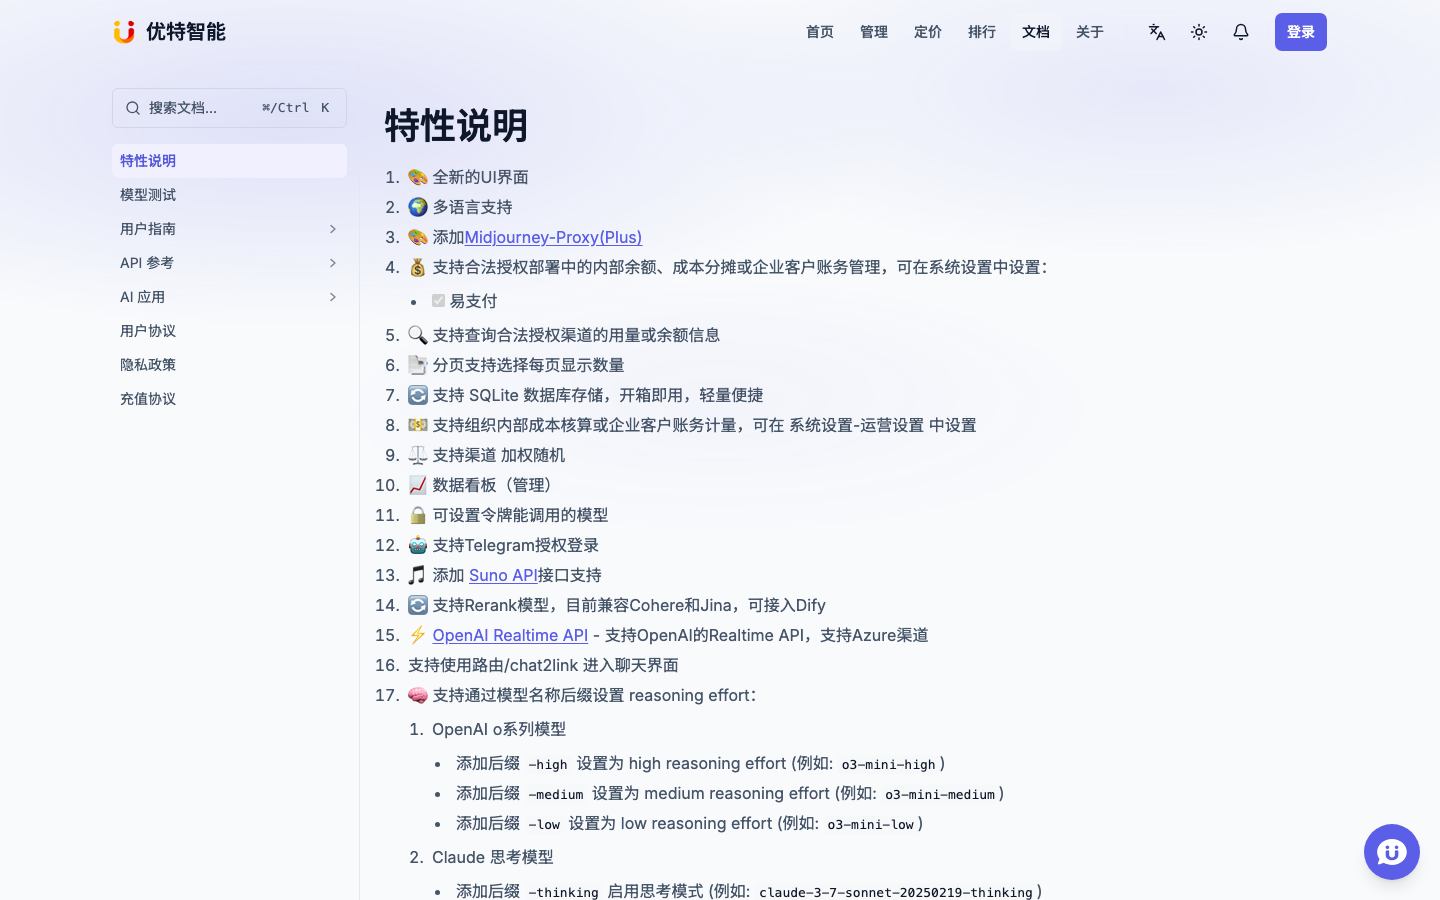 优特智能
首页 管理 定价 排行 文档 关于 登录
搜索文档... ⌘/Ctrl K
特性说明
模型测试
用户指南
API 参考
AI 应用
用户协议
隐私政策
充值协议
特性说明
1. 🎨 全新的UI界面
2. 🌍 多语言支持
3. 🎨 添加Midjourney-Proxy(Plus)
4. 💰 支持合法授权部署中的内部余额、成本分摊或企业客户账务管理，可在系统设置中设置：
易支付
5. 🔍 支持查询合法授权渠道的用量或余额信息
6. 📑 分页支持选择每页显示数量
7. 🔄 支持 SQLite 数据库存储，开箱即用，轻量便捷
8. 💵 支持组织内部成本核算或企业客户账务计量，可在 系统设置-运营设置 中设置
9. ⚖️ 支持渠道 加权随机
10. 📈 数据看板（管理）
11. 🔒 可设置令牌能调用的模型
12. 🤖 支持Telegram授权登录
13. 🎵 添加 Suno API接口支持
14. 🔄 支持Rerank模型，目前兼容Cohere和Jina，可接入Dify
15. ⚡ OpenAI Realtime API - 支持OpenAI的Realtime API，支持Azure渠道
16. 支持使用路由/chat2link 进入聊天界面
17. 🧠 支持通过模型名称后缀设置 reasoning effort：
1. OpenAI o系列模型
添加后缀 -high 设置为 high reasoning effort (例如: o3-mini-high)
添加后缀 -medium 设置为 medium reasoning effort (例如: o3-mini-medium)
添加后缀 -low 设置为 low reasoning effort (例如: o3-mini-low)
2. Claude 思考模型
添加后缀 -thinking 启用思考模式 (例如: claude-3-7-sonnet-20250219-thinking)